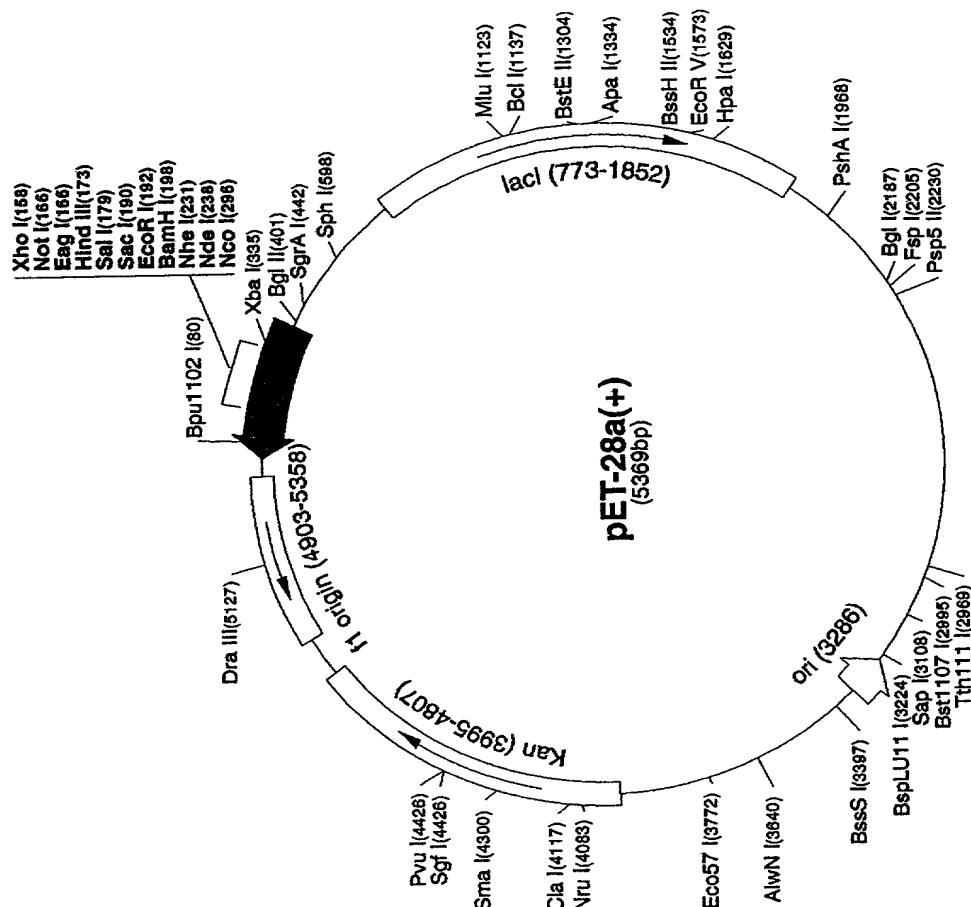 Xho I(158)
Not I(166)
Eag I(166)
Hind III(173)
Sal I(179)
Sac I(190)
EcoR I(192)
BamH I(198)
Nhe I(231)
Nde I(238)
Nco I(296)
Xba I(335)
Bgl II(401)
SgrA I(442)
Sph I(598)
Mlu I(1123)
Bcl I(1137)
BstE II(1304)
Apa I(1334)
BssH II(1534)
EcoR V(1573)
Hpa I(1629)
PshA I(1968)
Bgl I(2187)
Fsp I(2205)
Psp5 II(2230)
lacI (773-1852)
Bpu1102 I(80)
pET-28a(+)
(5369bp)
f1 origin (4903-5358)
Dra III(5127)
Kan (3995-4807)
ori (3286)
Pvu I(4426)
Sgf I(4426)
Sma I(4300)
Cla I(4117)
Nru I(4083)
Eco57 I(3772)
AlwN I(3640)
BssS I(3397)
BspLU11 I(3224)
Sap I(3108)
Bst1107 I(2995)
Tth111 I(2969)